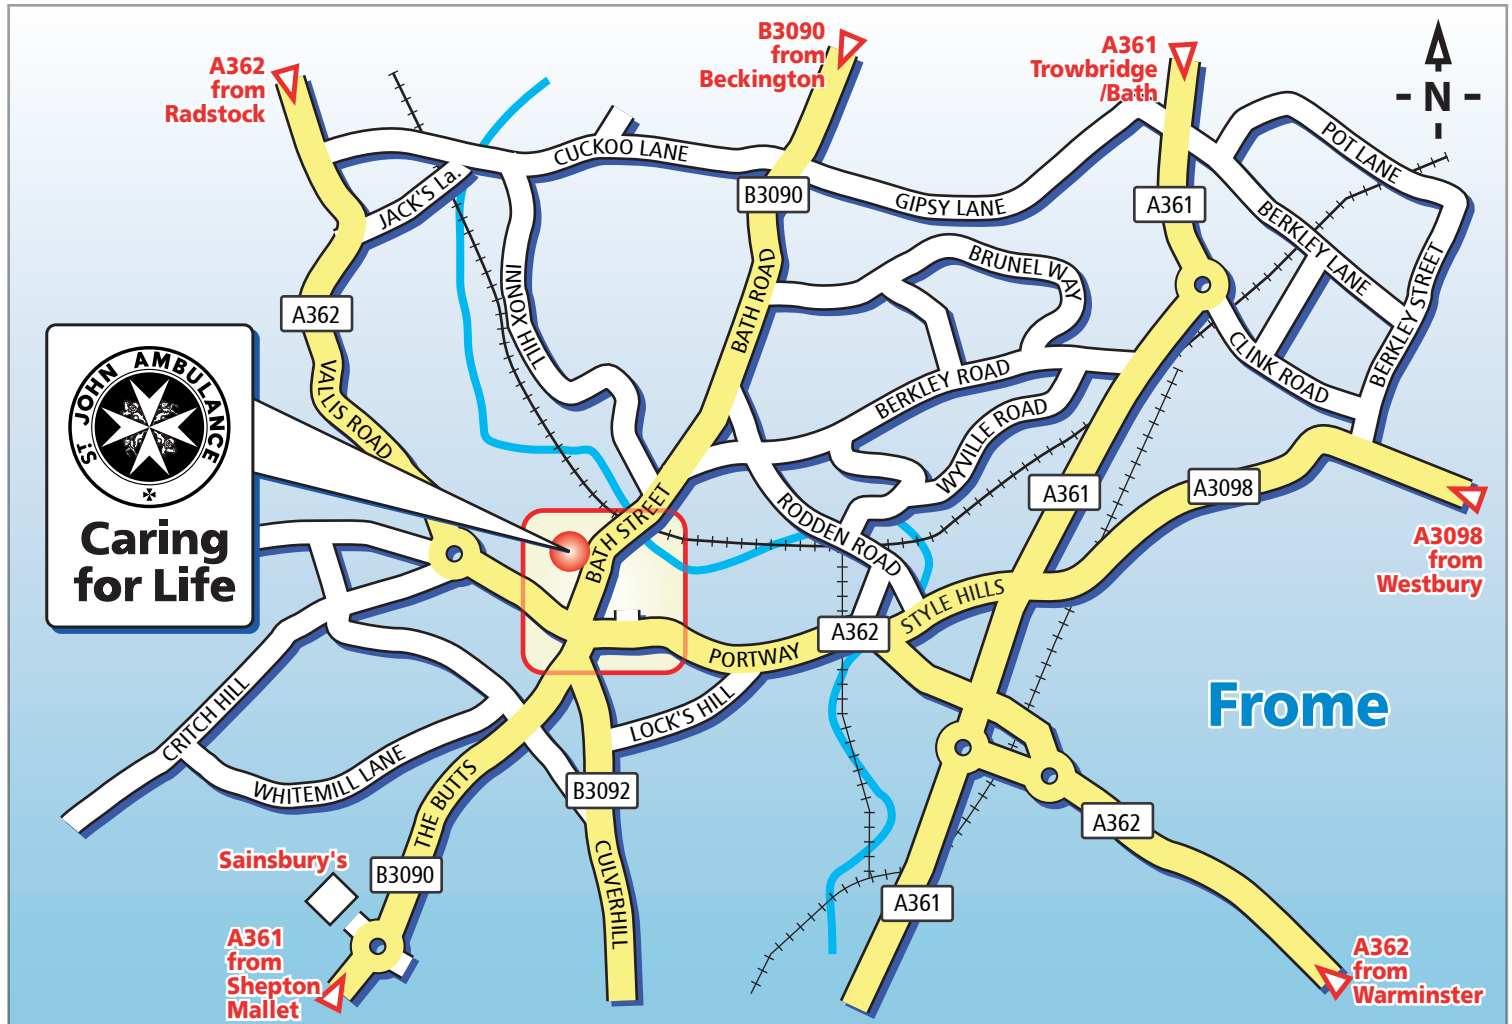 A362
from
Radstock
B3090
from
Beckington
A361
Trowbridge
/Bath
N
CUCKOO LANE
POT LANE
JACK'S La.
B3090
GIPSY LANE
A361
BERKLEY LANE
BRUNEL WAY
BERKLEY STREET
INNOX HILL
BATH ROAD
A362
CLINK ROAD
VALLIS ROAD
BERKLEY ROAD
WYVILLE ROAD
ST JOHN AMBULANCE
Caring
for Life
A361
A3098
BATH STREET
RODDEN ROAD
A3098
from
Westbury
STYLE HILLS
A362
PORTWAY
Frome
LOCK'S HILL
CRITCH HILL
WHITEMILL LANE
THE BUTTS
B3092
A362
Sainsbury's
B3090
CULVERHILL
A361
A361
from
Shepton
Mallet
A362
from
Warminster